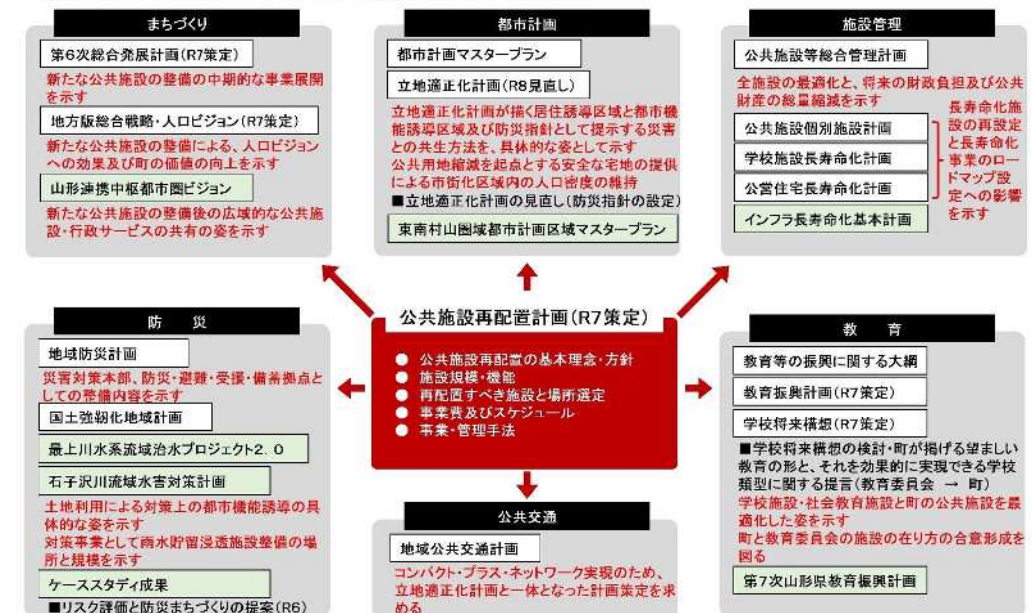 まちづくり
第6次総合発展計画(R7策定)
新たな公共施設の整備の中期的な事業展開
を示す
地方版総合戦略・人口ビジョン(R7策定)
新たな公共施設の整備による、人口ビジョン
への効果及び町の価値の向上を示す
山形連携中枢都市圏ビジョン
新たな公共施設の整備後の広域的な公共施
設・行政サービスの共有の姿を示す
都市計画
都市計画マスタープラン
立地適正化計画(R8見直し)
立地適正化計画が描く居住誘導区域と都市機
能誘導区域及び防災指針として提示する災害
との共生方法を、具体的な姿として示す
公共用地縮減を起点とする安全な宅地の提供
による市街化区域内の人口密度の維持
■立地適正化計画の見直し(防災指針の設定)
東南村山圏域都市計画区域マスタープラン
施設管理
公共施設等総合管理計画
全施設の最適化と、将来の財政負担及び公共
財産の総量縮減を示す
公共施設個別施設計画
学校施設長寿命化計画
公営住宅長寿命化計画
インフラ長寿命化基本計画
長寿命化施
設の再設定
と長寿命化
事業のロー
ドマップ設
定への影響
を示す
公共施設再配置計画(R7策定)
● 公共施設再配置の基本理念・方針
● 施設規模・機能
● 再配置すべき施設と場所選定
● 事業費及びスケジュール
● 事業・管理手法
防 災
地域防災計画
災害対策本部、防災・避難・受援・備蓄拠点と
しての整備内容を示す
国土強靱化地域計画
最上川水系流域治水プロジェクト2.0
石子沢川流域水害対策計画
土地利用による対策上の都市機能誘導の具
体的な姿を示す
対策事業として雨水貯留浸透施設整備の場
所と規模を示す
ケーススタディ成果
■リスク評価と防災まちづくりの提案(R6)
公共交通
地域公共交通計画
コンパクト・プラス・ネットワーク実現のため、
立地適正化計画と一体となった計画策定を求
める
教 育
教育等の振興に関する大綱
教育振興計画(R7策定)
学校将来構想(R7策定)
■学校将来構想の検討・町が掲げる望ましい
教育の形と、それを効果的に実現できる学校
類型に関する提言(教育委員会 → 町)
学校施設・社会教育施設と町の公共施設を最
適化した姿を示す
町と教育委員会の施設の在り方の合意形成を
図る
第7次山形県教育振興計画